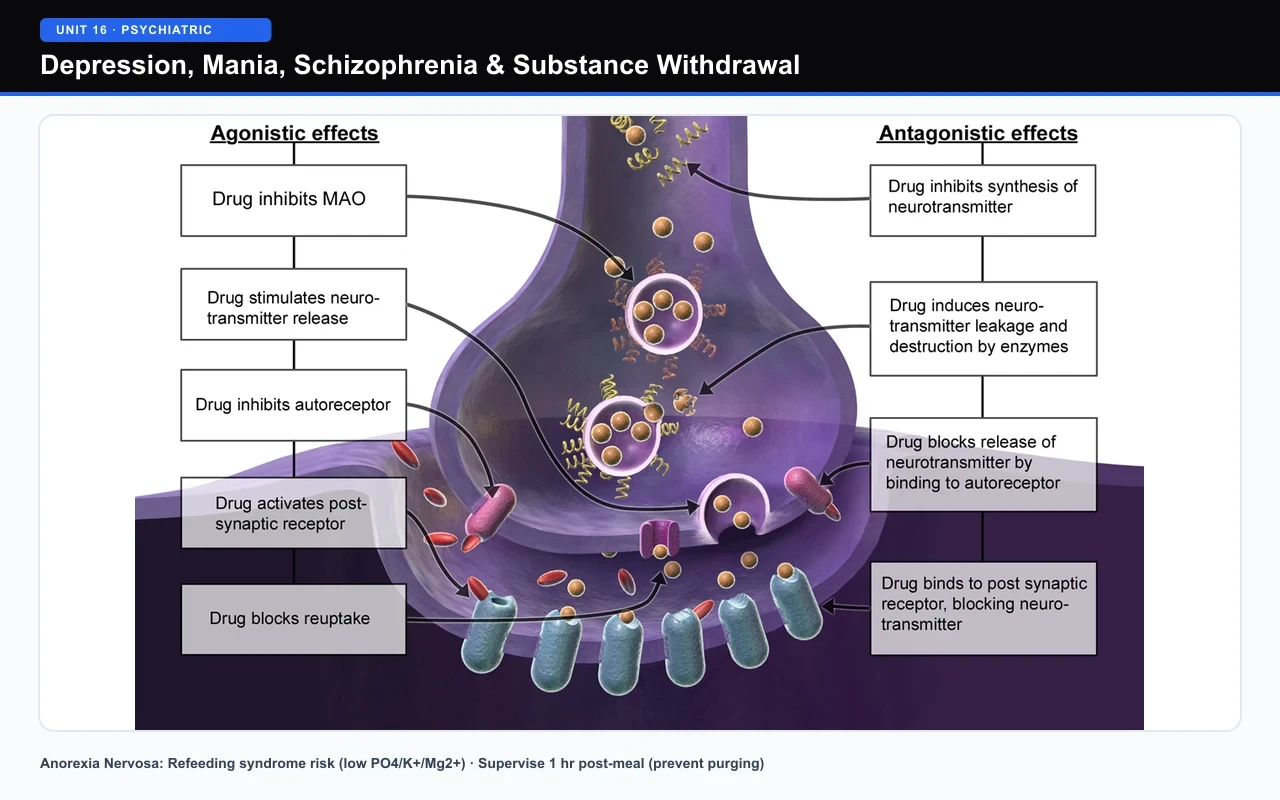 UNIT 16 · PSYCHIATRIC
Depression, Mania, Schizophrenia & Substance Withdrawal
Agonistic effects
Drug inhibits MAO
Drug stimulates neuro-
transmitter release
Drug inhibits autoreceptor
Drug activates post-
synaptic receptor
Drug blocks reuptake
Antagonistic effects
Drug inhibits synthesis of
neurotransmitter
Drug induces neuro-
transmitter leakage and
destruction by enzymes
Drug blocks release of
neurotransmitter by
binding to autoreceptor
Drug binds to post synaptic
receptor, blocking neuro-
transmitter
Anorexia Nervosa: Refeeding syndrome risk (low PO4/K+/Mg2+) · Supervise 1 hr post-meal (prevent purging)